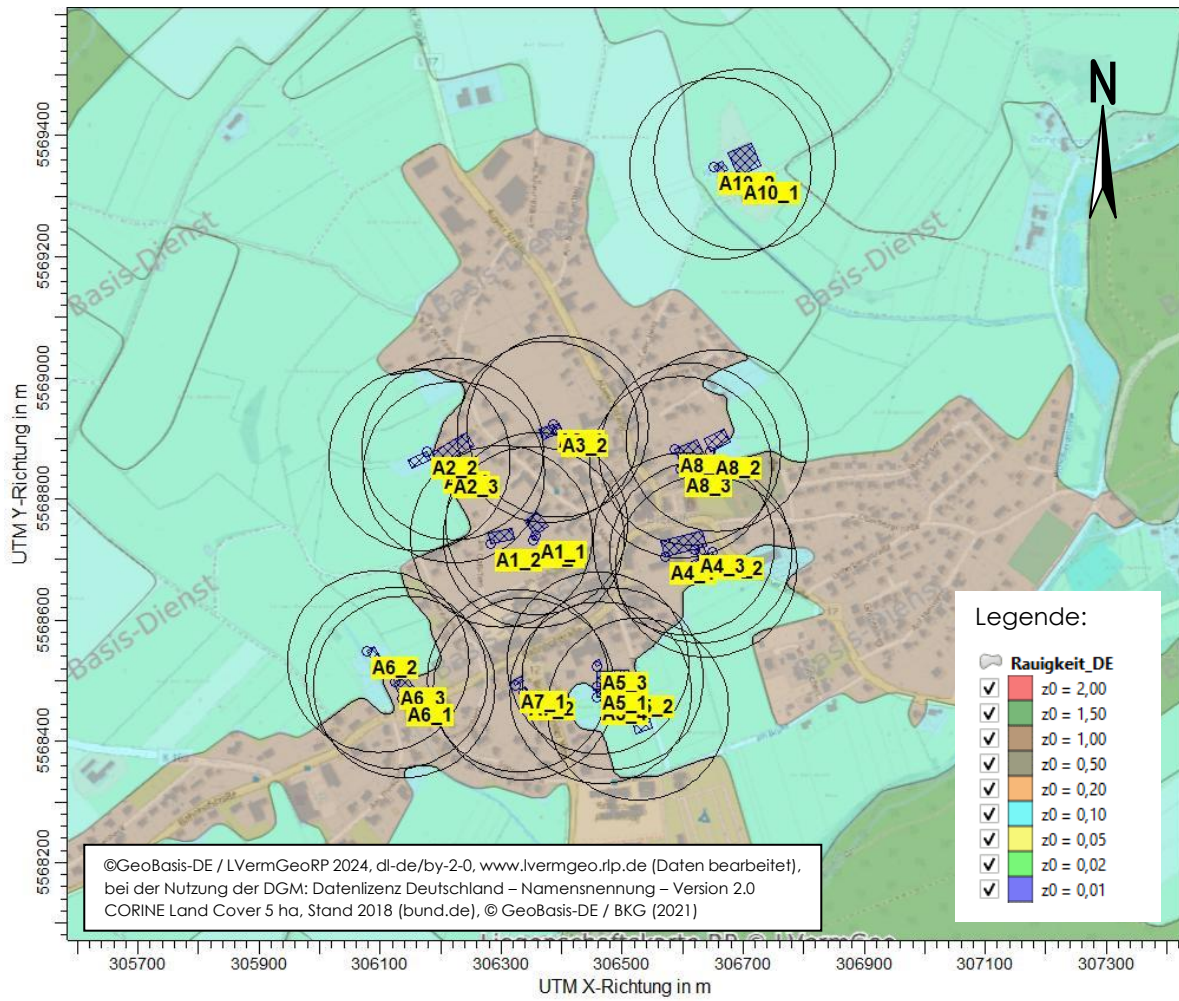 N
L 17
5569400
5569200
5569000
5568800
5568600
5568400
5568200
UTM Y-Richtung in m
Basis-Dienst
Basis-Dienst
Basis-Dienst
Basis-Dienst
A10_1
A3_2
A2_2
A2_3
A8_2
A8_3
A1_2
A1_1
A4_3
A6_2
A6_3
A6_1
A7_1
A5_3
A5_1
Legende:
Rauigkeit_DE
z0 = 2,00
z0 = 1,50
z0 = 1,00
z0 = 0,50
z0 = 0,20
z0 = 0,10
z0 = 0,05
z0 = 0,02
z0 = 0,01
©GeoBasis-DE / LVermGeoRP 2024, dl-de/by-2-0, www.lvermgeo.rlp.de (Daten bearbeitet),
bei der Nutzung der DGM: Datenlizenz Deutschland – Namensnennung – Version 2.0
CORINE Land Cover 5 ha, Stand 2018 (bund.de), © GeoBasis-DE / BKG (2021)
305700 305900 306100 306300 306500 306700 306900 307100 307300
UTM X-Richtung in m